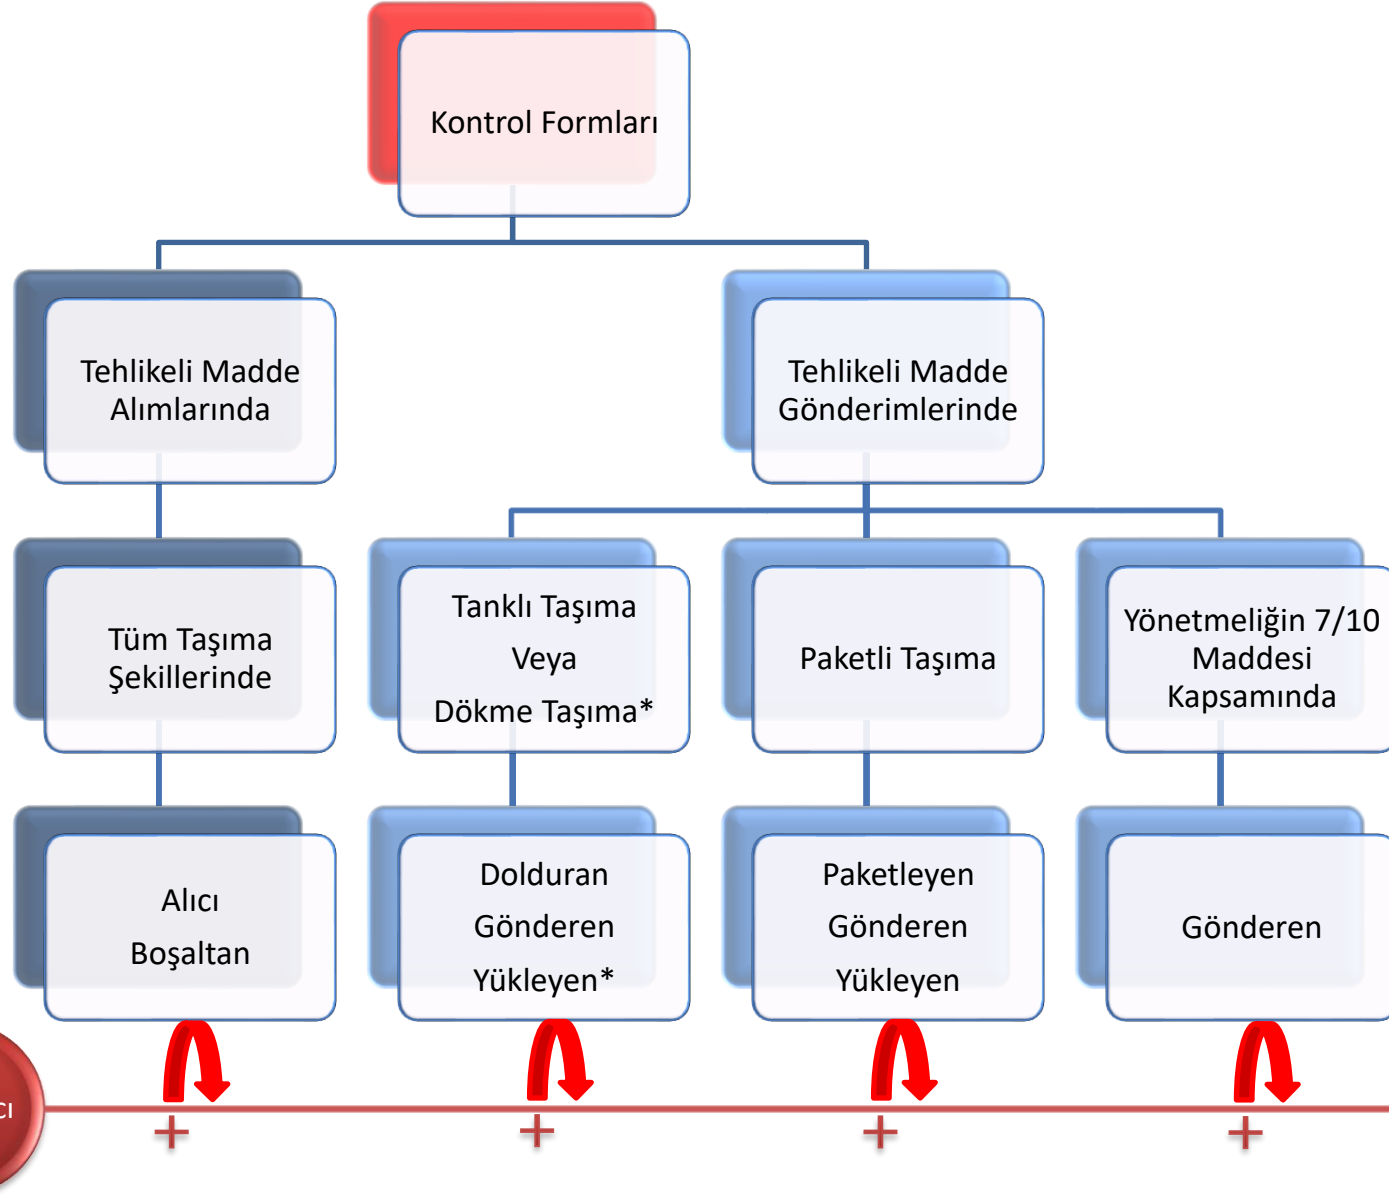 Kontrol Formları
Tehlikeli Madde
Alımlarında
Tehlikeli Madde
Gönderimlerinde
Tüm Taşıma
Şekillerinde
Tanklı Taşıma
Veya
Dökme Taşıma*
Paketli Taşıma
Yönetmeliğin 7/10
Maddesi
Kapsamında
Alıcı
Boşaltan
Dolduran
Gönderen
Yükleyen*
Paketleyen
Gönderen
Yükleyen
Gönderen
+
+
+
+